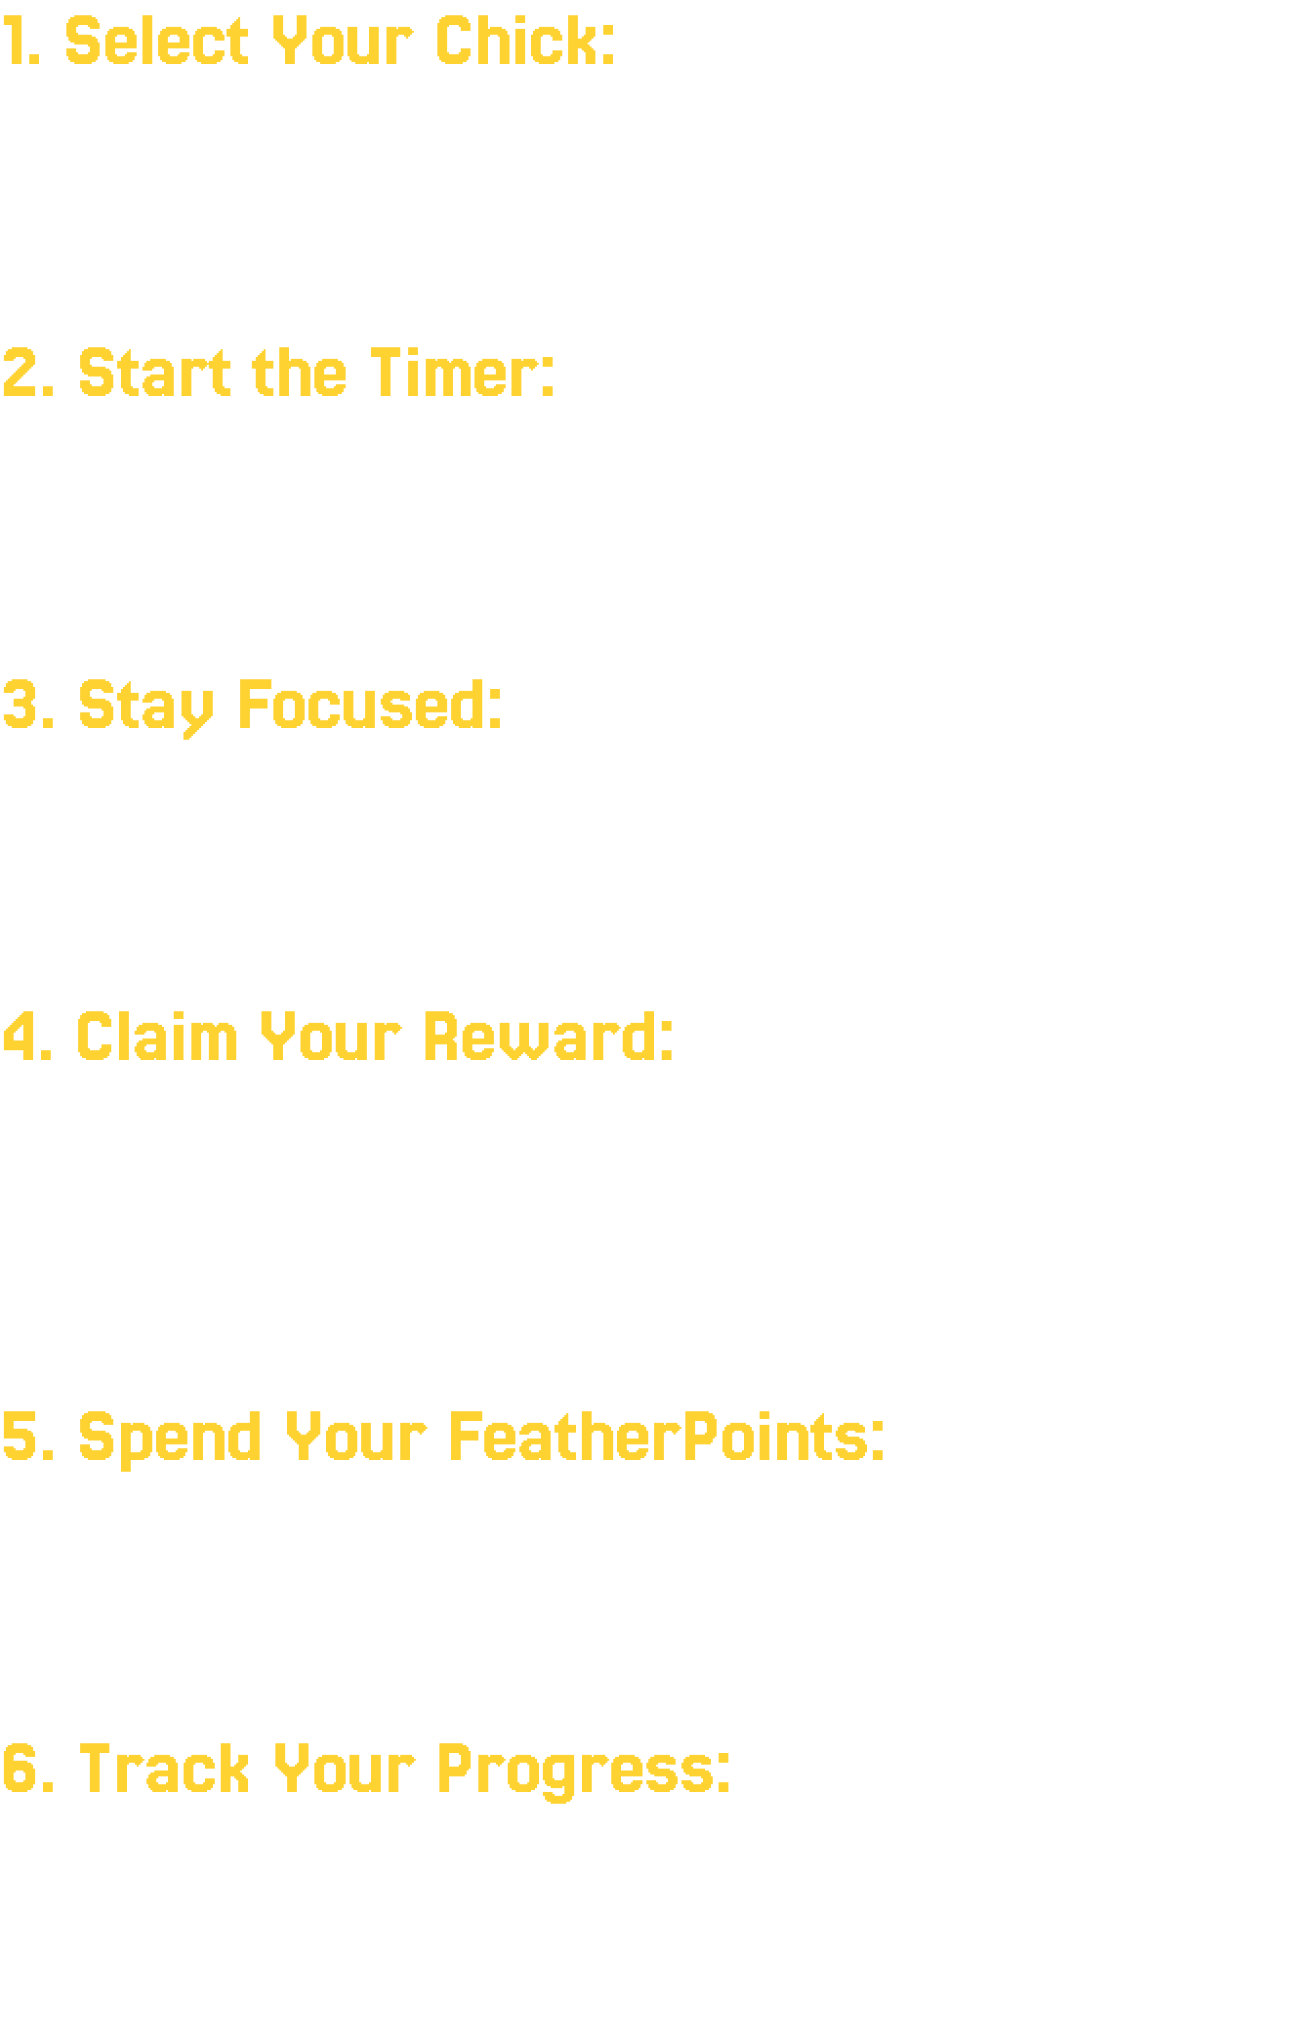 1. Select Your Chick:
2. Start the Timer:
3. Stay Focused:
4. Claim Your Reward:
5. Spend Your FeatherPoints:
6. Track Your Progress: